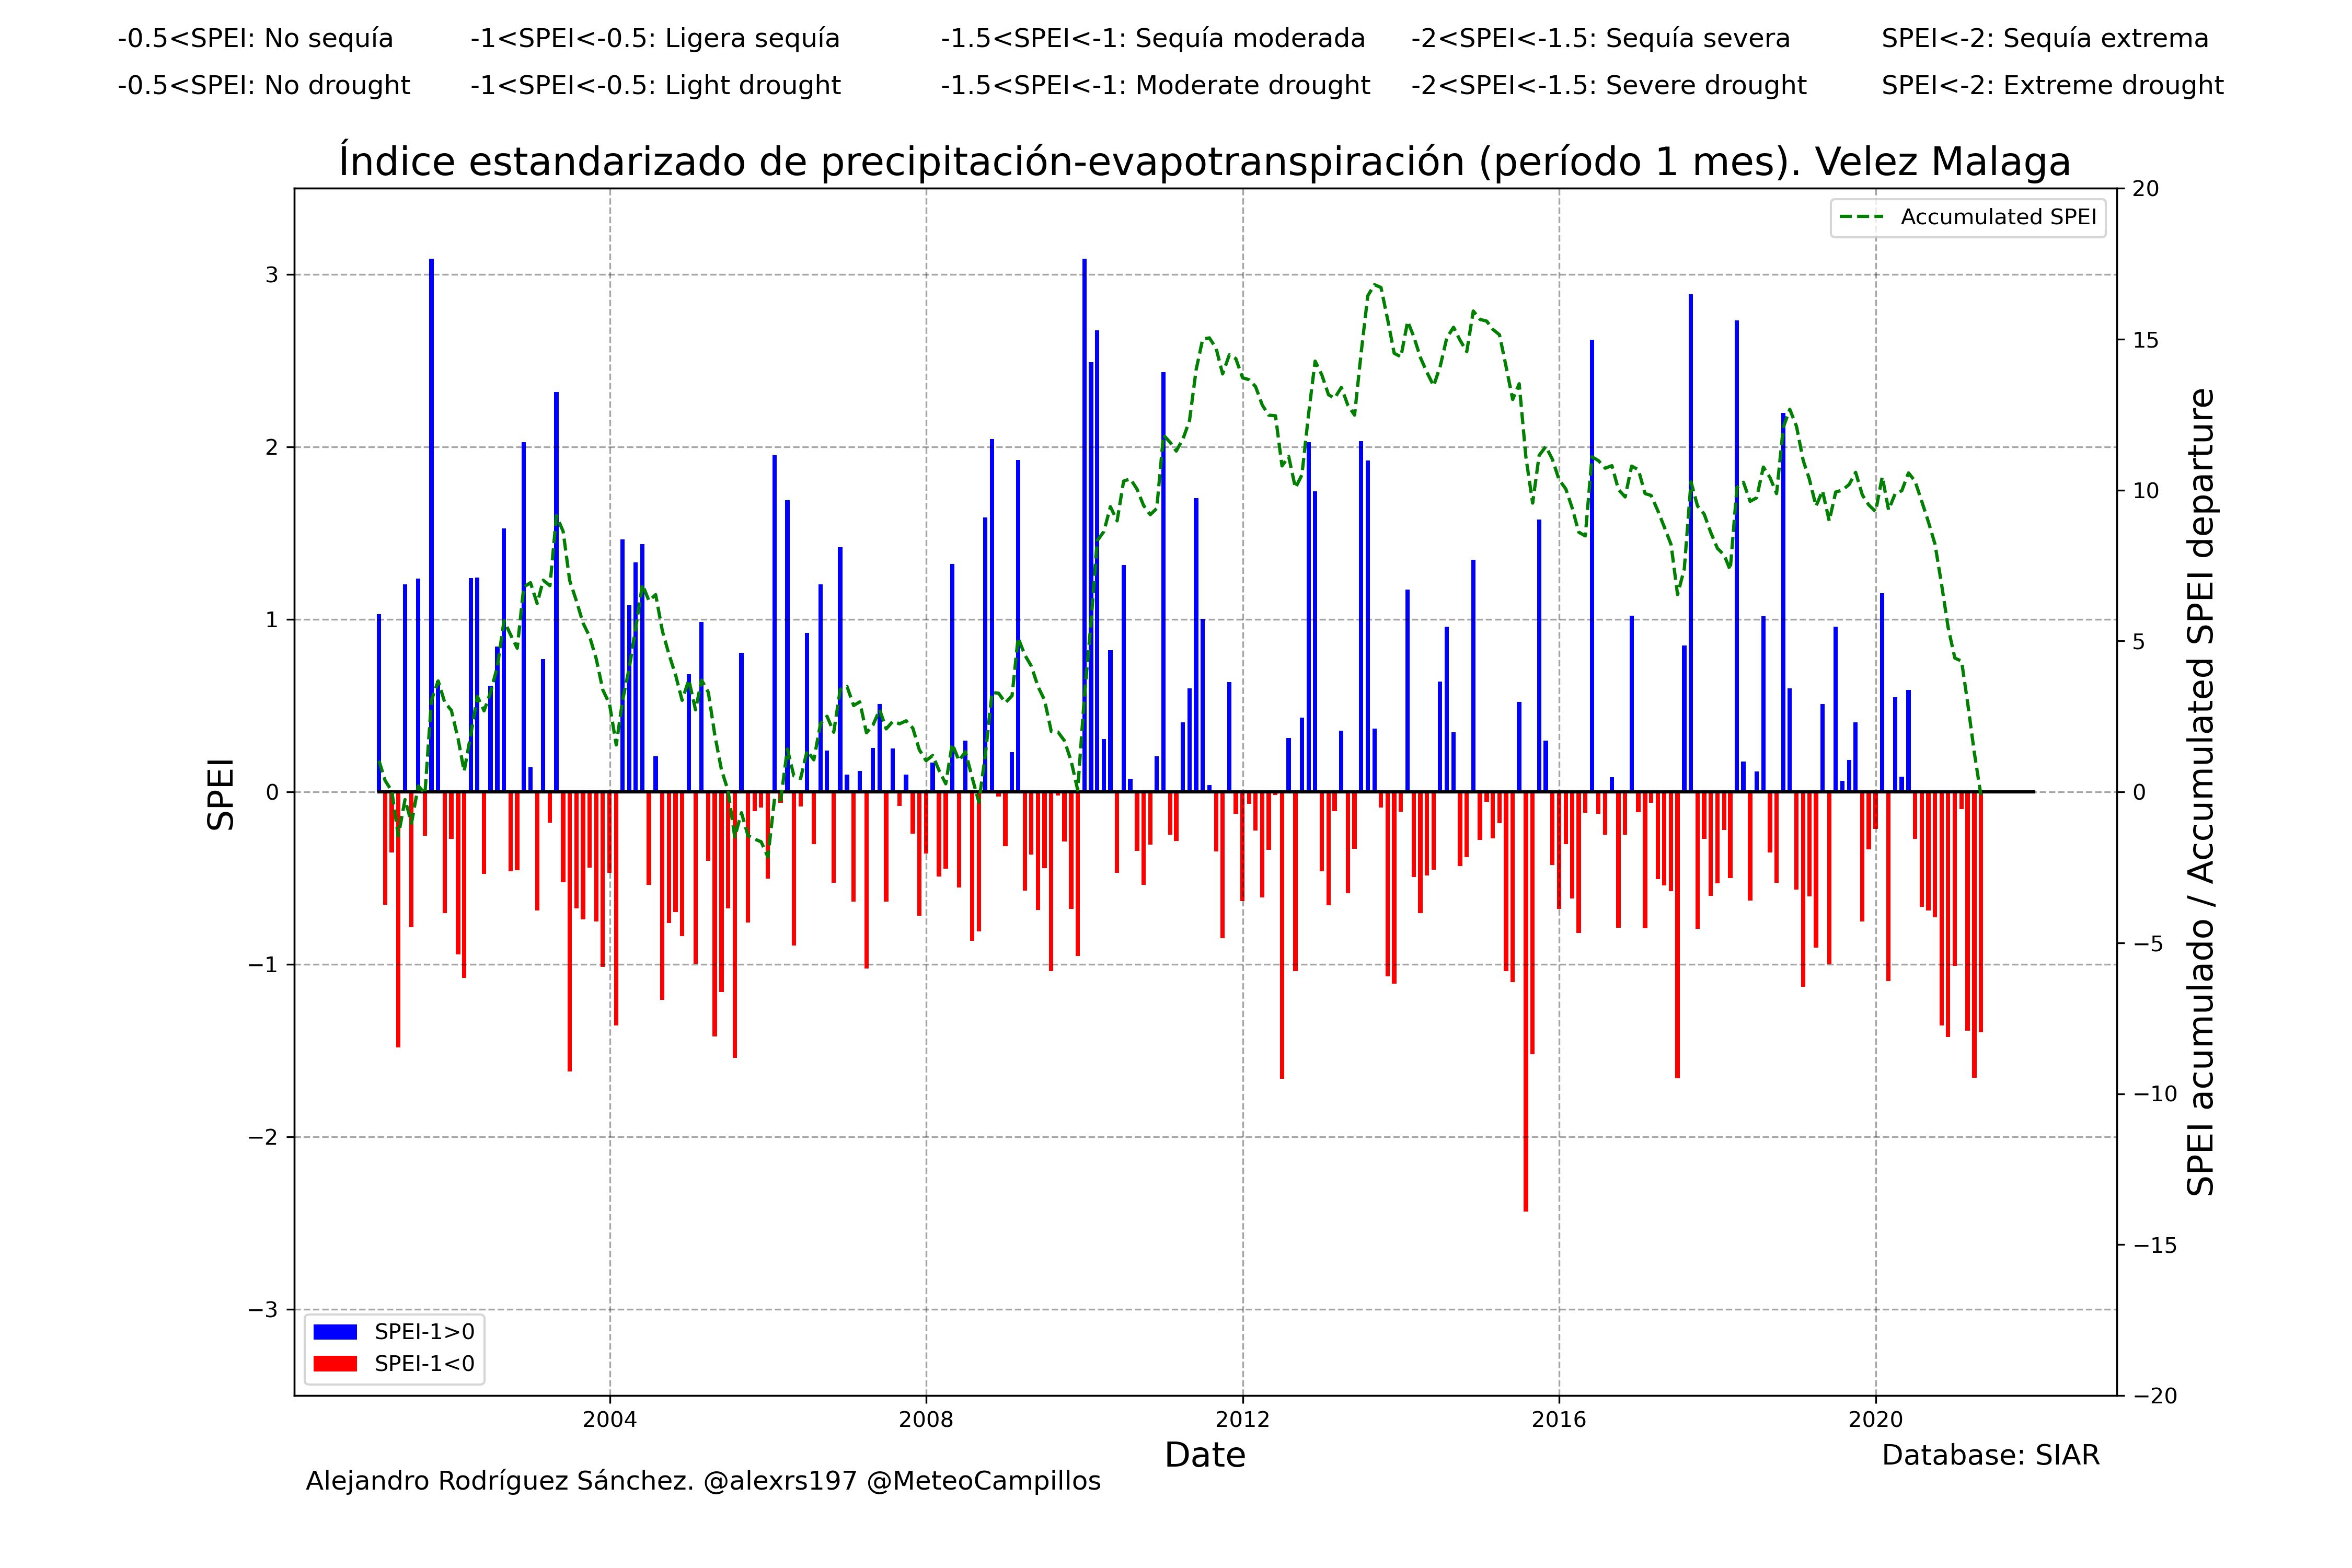 -0.5<SPEI: No sequía -1<SPEI<-0.5: Ligera sequía -1.5<SPEI<-1: Sequía moderada -2<SPEI<-1.5: Sequía severa SPEI<-2: Sequía extrema
-0.5<SPEI: No drought -1<SPEI<-0.5: Light drought -1.5<SPEI<-1: Moderate drought -2<SPEI<-1.5: Severe drought SPEI<-2: Extreme drought
Índice estandarizado de precipitación-evapotranspiración (período 1 mes). Velez Malaga
Accumulated SPEI
SPEI
3
2
1
0
−1
−2
−3
20
15
10
5
0
−5
−10
−15
−20
SPEI acumulado / Accumulated SPEI departure
SPEI-1>0
SPEI-1<0
2004 2008 2012 2016 2020
Date
Database: SIAR
Alejandro Rodríguez Sánchez. @alexrs197 @MeteoCampillos